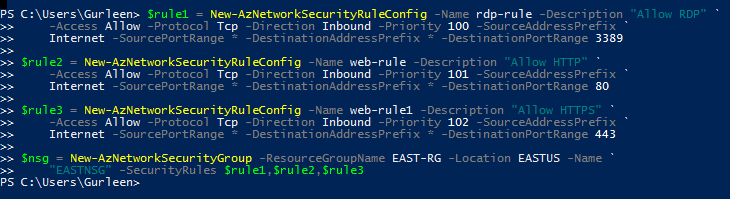 PS C:\Users\Gurleen> $rule1 = New-AzNetworkSecurityRuleConfig -Name rdp-rule -Description "Allow RDP" `
>>     -Access Allow -Protocol Tcp -Direction Inbound -Priority 100 -SourceAddressPrefix `
>>     Internet -SourcePortRange * -DestinationAddressPrefix * -DestinationPortRange 3389
>>
>> $rule2 = New-AzNetworkSecurityRuleConfig -Name web-rule -Description "Allow HTTP" `
>>     -Access Allow -Protocol Tcp -Direction Inbound -Priority 101 -SourceAddressPrefix `
>>     Internet -SourcePortRange * -DestinationAddressPrefix * -DestinationPortRange 80
>>
>> $rule3 = New-AzNetworkSecurityRuleConfig -Name web-rule1 -Description "Allow HTTPS" `
>>     -Access Allow -Protocol Tcp -Direction Inbound -Priority 102 -SourceAddressPrefix `
>>     Internet -SourcePortRange * -DestinationAddressPrefix * -DestinationPortRange 443
>>
>> $nsg = New-AzNetworkSecurityGroup -ResourceGroupName EAST-RG -Location EASTUS -Name `
>>     "EASTNSG" -SecurityRules $rule1,$rule2,$rule3
PS C:\Users\Gurleen>